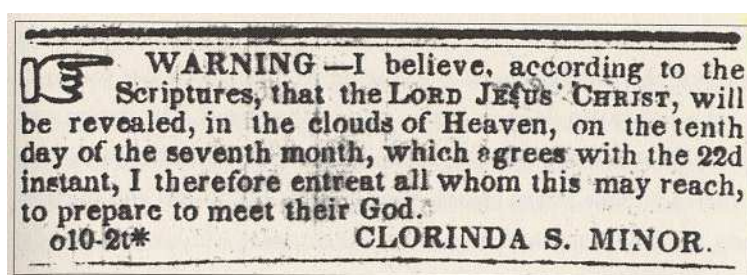 WARNING—I believe, according to the
Scriptures, that the LORD JESUS CHRIST, will
be revealed, in the clouds of Heaven, on the tenth
day of the seventh month, which agrees with the 22d
instant, I therefore entreat all whom this may reach,
to prepare to meet their God.
o10-2t*
CLORINDA S. MINOR.